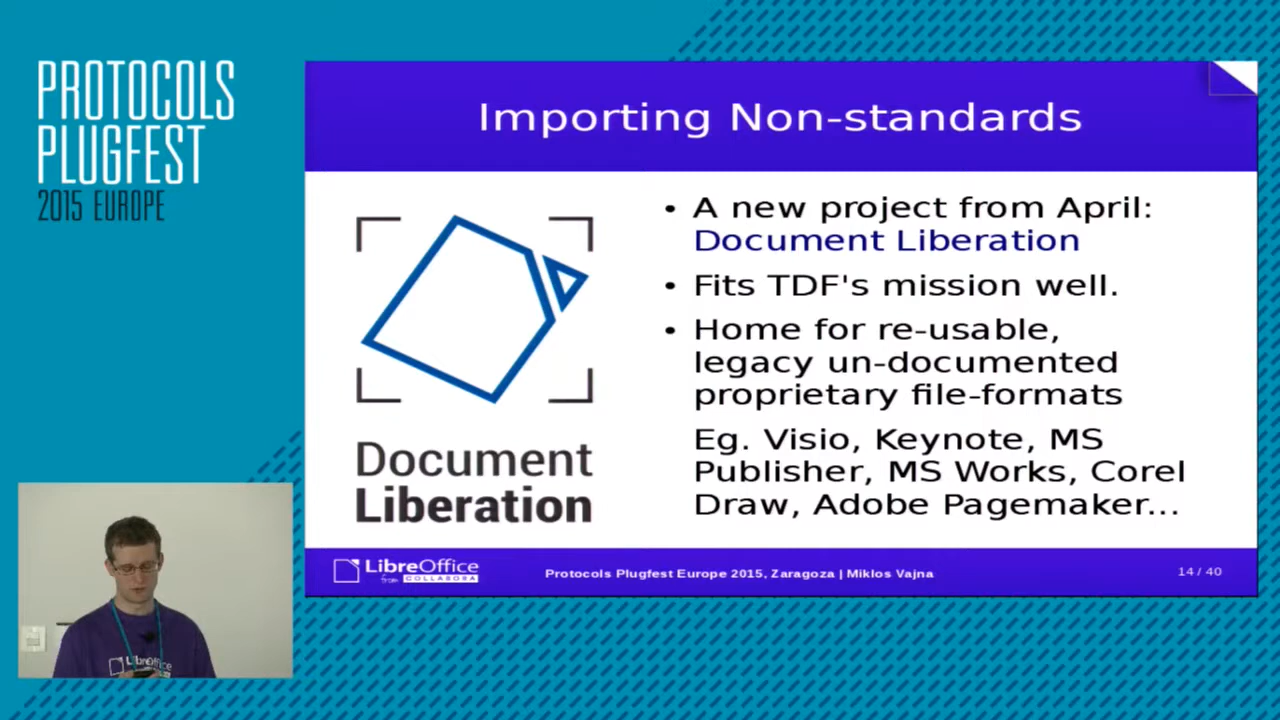 PROTOCOLS
PLUGFEST
2015 EUROPE
Importing Non-standards
Document
Liberation
• A new project from April:
Document Liberation
• Fits TDF's mission well.
• Home for re-usable,
legacy un-documented
proprietary file-formats
Eg. Visio, Keynote, MS
Publisher, MS Works, Corel
Draw, Adobe Pagemaker...
LibreOffice
from COLLABORA
Protocols Plugfest Europe 2015, Zaragoza | Miklos Vajna
14 / 40
LibreOffice